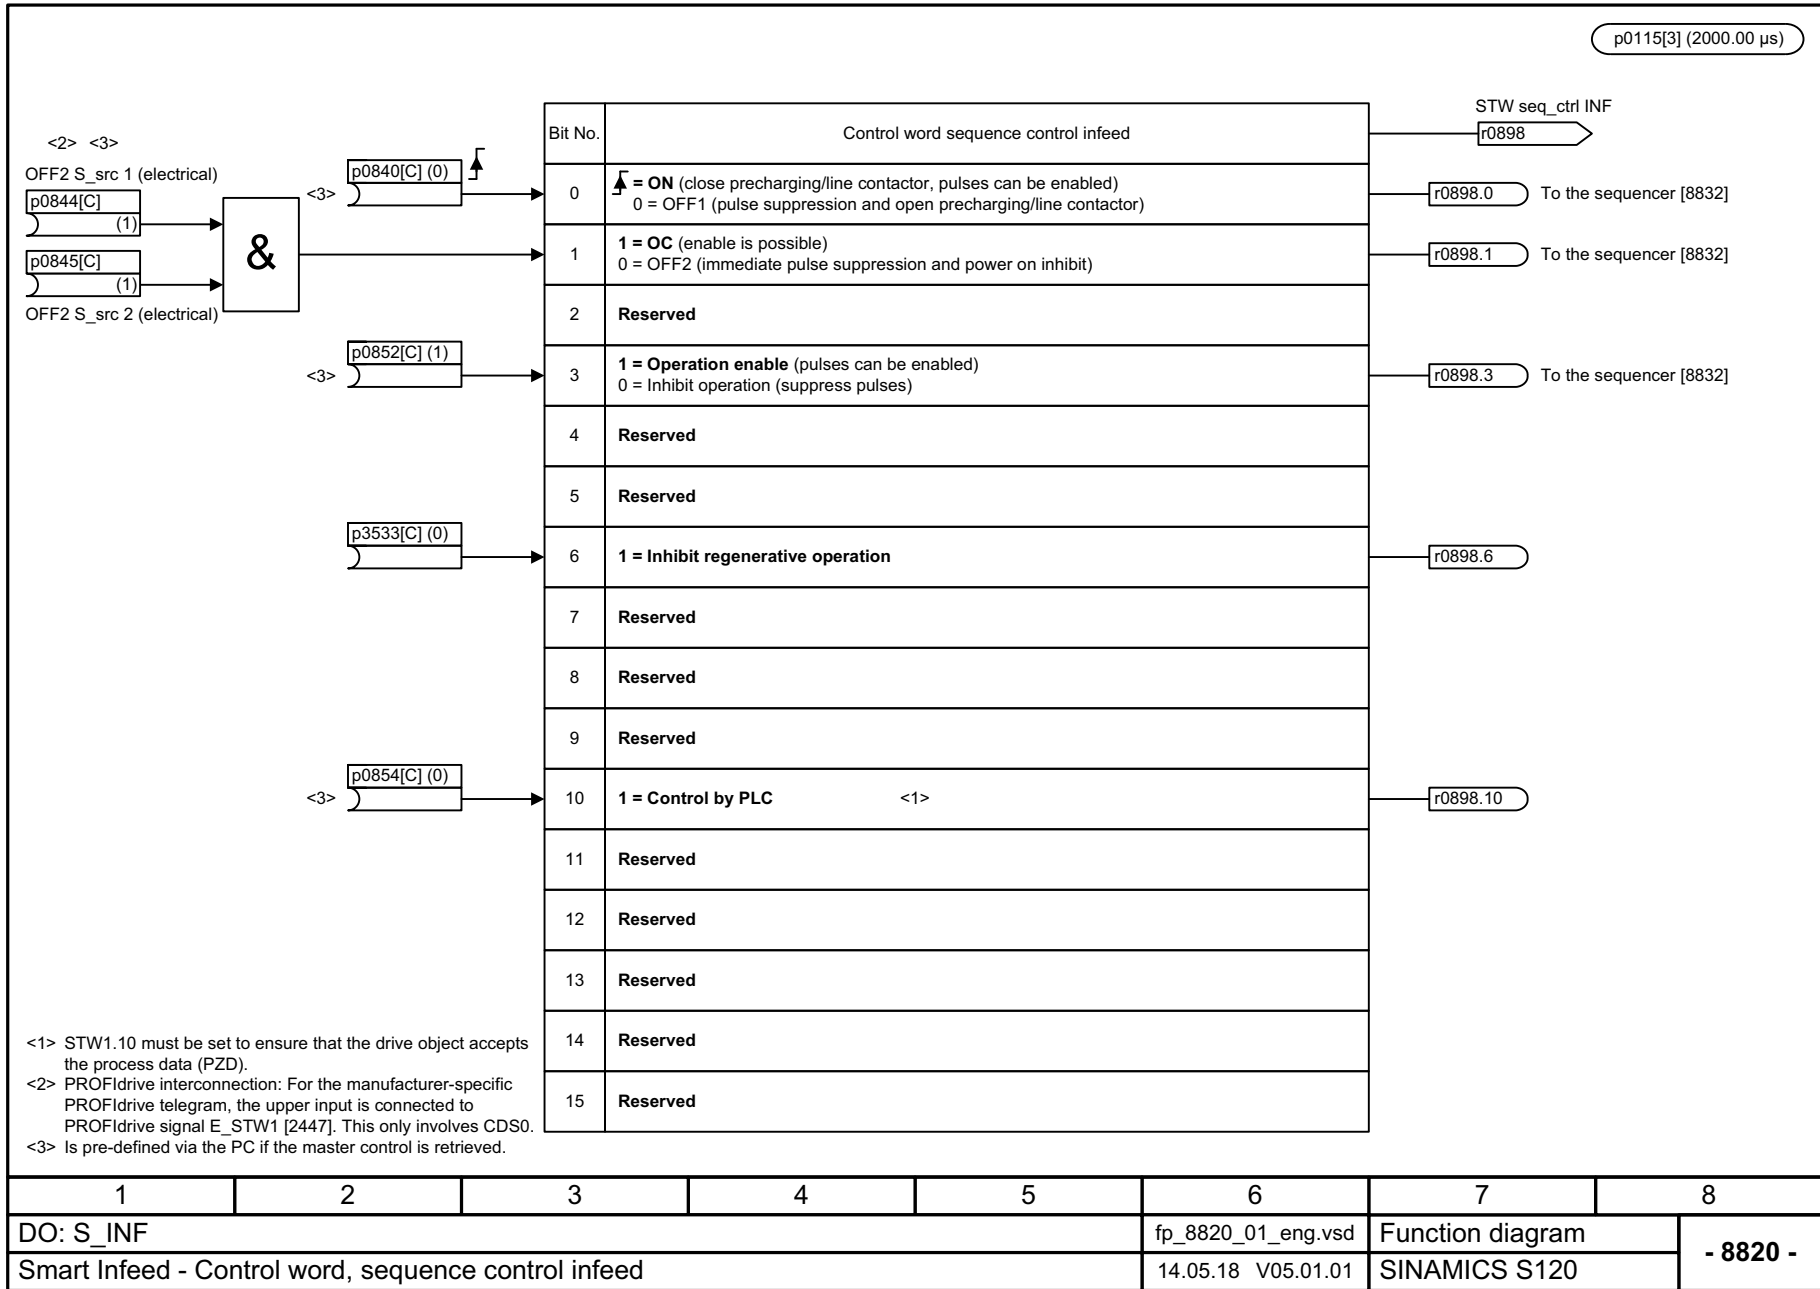 p0115[3] (2000.00 µs)
STW seq_ctrl INF
r0898
Bit No.
Control word sequence control infeed
<2> <3>
OFF2 S_src 1 (electrical)
p0844[C]
(1)
p0845[C]
(1)
OFF2 S_src 2 (electrical)
&
p0840[C] (0)
<3>
0
= ON (close precharging/line contactor, pulses can be enabled)
0 = OFF1 (pulse suppression and open precharging/line contactor)
r0898.0 To the sequencer [8832]
1
1 = OC (enable is possible)
0 = OFF2 (immediate pulse suppression and power on inhibit)
r0898.1 To the sequencer [8832]
2 Reserved
p0852[C] (1)
<3>
3
1 = Operation enable (pulses can be enabled)
0 = Inhibit operation (suppress pulses)
r0898.3 To the sequencer [8832]
4 Reserved
5 Reserved
p3533[C] (0)
6 1 = Inhibit regenerative operation
r0898.6
7 Reserved
8 Reserved
9 Reserved
p0854[C] (0)
<3>
10 1 = Control by PLC <1>
r0898.10
11 Reserved
12 Reserved
13 Reserved
14 Reserved
15 Reserved
<1> STW1.10 must be set to ensure that the drive object accepts
the process data (PZD).
<2> PROFIdrive interconnection: For the manufacturer-specific
PROFIdrive telegram, the upper input is connected to
PROFIdrive signal E_STW1 [2447]. This only involves CDS0.
<3> Is pre-defined via the PC if the master control is retrieved.
1 2 3 4 5 6 7 8
DO: S_INF
fp_8820_01_eng.vsd
Function diagram
- 8820 -
Smart Infeed - Control word, sequence control infeed
14.05.18 V05.01.01
SINAMICS S120